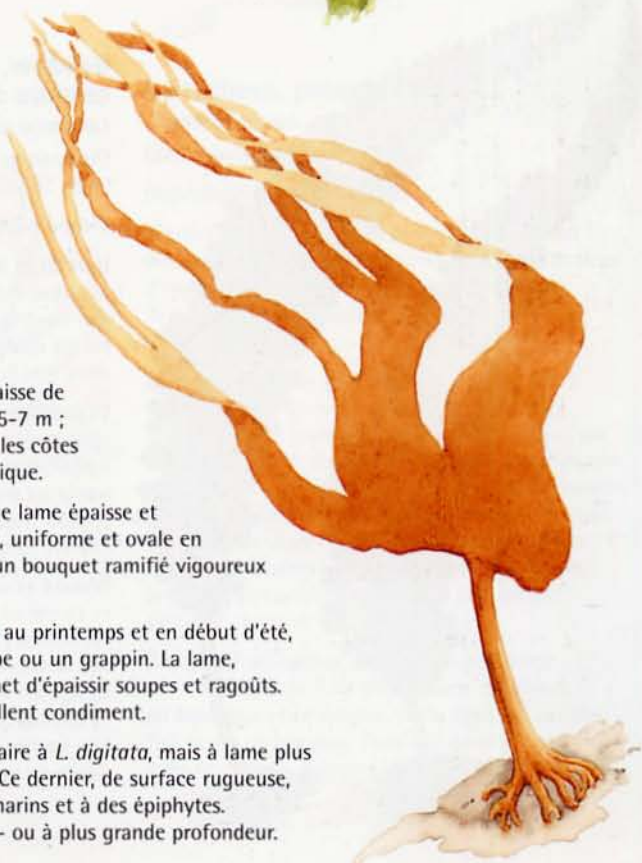 aisse de
5-7 m ;
les côtes
ique.
e lame épaisse et
, uniforme et ovale en
un bouquet ramifié vigoureux
au printemps et en début d'été,
e ou un grappin. La lame,
et d'épaissir soupes et ragoûts.
llent condiment.
aire à L. digitata, mais à lame plus
Ce dernier, de surface rugueuse,
narins et à des épiphytes.
- ou à plus grande profondeur.